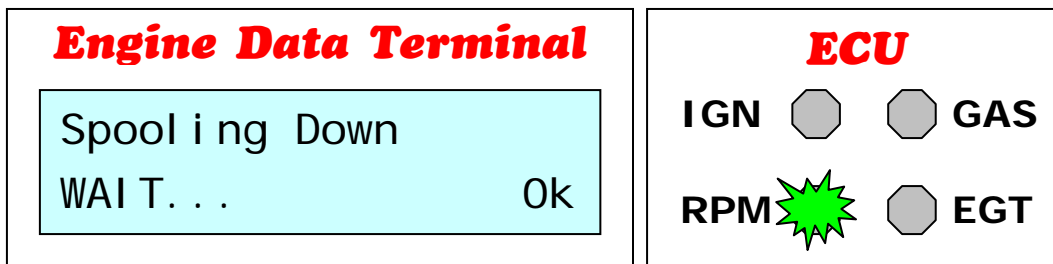 Engine Data Terminal
Spooling Down
WAIT... Ok
ECU
IGN GAS
RPM EGT